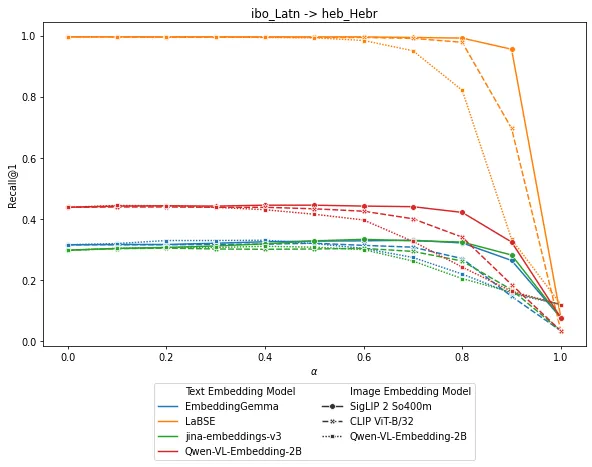 ibo_Latn -> heb_Hebr
1.0
0.8
0.6
0.4
0.2
0.0
Recall@1
0.0 0.2 0.4 0.6 0.8 1.0
α
Text Embedding Model Image Embedding Model
EmbeddingGemma SigLIP 2 So400m
LaBSE CLIP ViT-B/32
jina-embeddings-v3 Qwen-VL-Embedding-2B
Qwen-VL-Embedding-2B